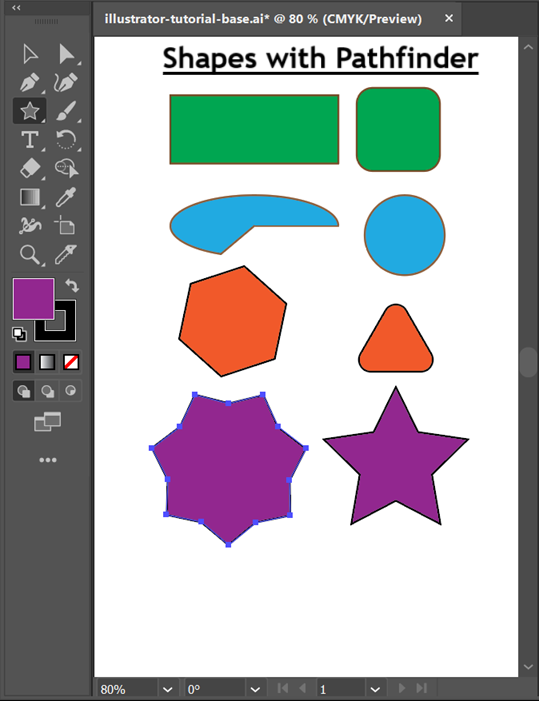 illustrator-tutorial-base.ai* @ 80 % (CMYK/Preview)
Shapes with Pathfinder
80%
0°
1